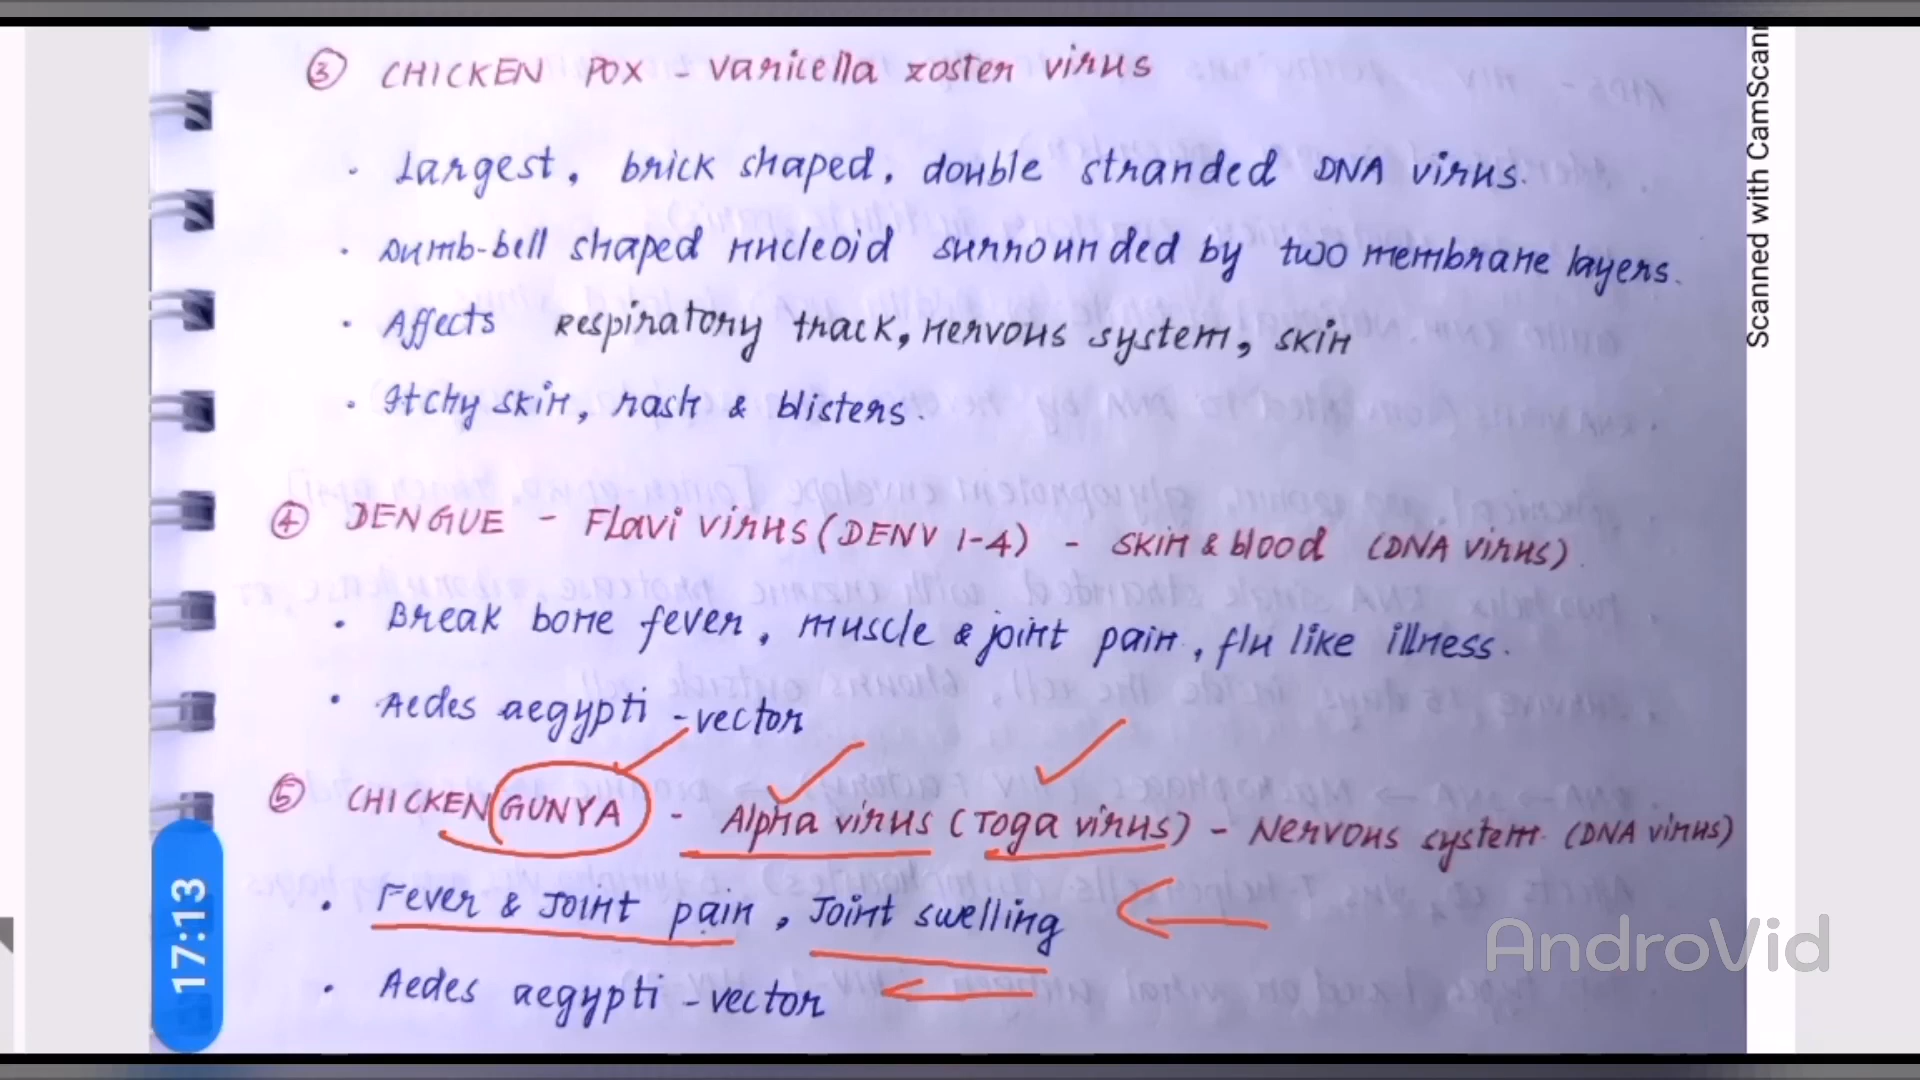 ③ CHICKEN POX - varicella zoster virus
· Largest, brick shaped, double stranded DNA virus.
· Dumb-bell shaped nucleoid surrounded by two membrane layers.
· Affects Respiratory track, nervous system, skin
· Itchy skin, rash & blisters.
④ DENGUE - Flavi virus (DENV 1-4) - skin & blood (DNA virus)
· Break bone fever, muscle & joint pain, flu like illness.
· Aedes aegypti - vector
⑤ CHICKENGUNYA - Alpha virus (Toga virus) - Nervous system (DNA virus)
· Fever & Joint pain, Joint swelling
· Aedes aegypti - vector
Scanned with CamScann
17:13
AndroVid